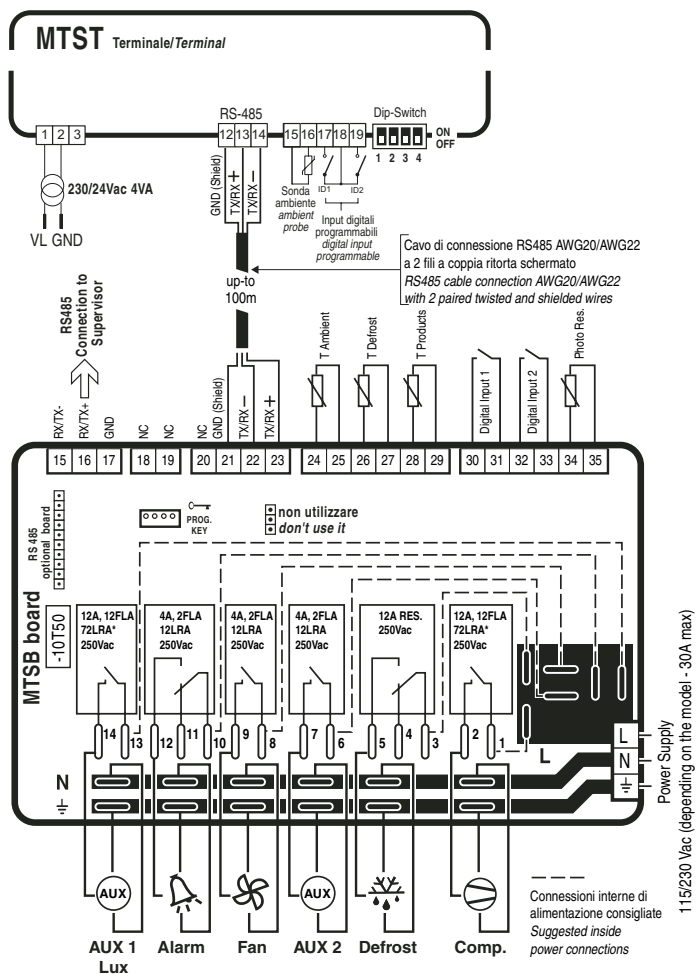 MTST Terminale/Terminal
RS-485
Dip-Switch
1 2 3
12 13 14
15 16 17 18 19
ON
OFF
1 2 3 4
230/24Vac 4VA
VL GND
GND (Shield)
TX/RX +
TX/RX −
Sonda
ambiente
ambient
probe
ID1 ID2
Input digitali
programmabili
digital input
programmable
up-to
100m
Cavo di connessione RS485 AWG20/AWG22
a 2 fili a coppia ritorta schermato
RS485 cable connection AWG20/AWG22
with 2 paired twisted and shielded wires
RS485
Connection to
Supervisor
RX/TX-
RX/TX+
GND
NC
NC
NC
GND (Shield)
TX/RX −
TX/RX +
T Ambient
T Defrost
T Products
Digital Input 1
Digital Input 2
Photo Res.
15 16 17
18 19
20 21 22 23
24 25 26 27 28 29
30 31 32 33 34 35
RS 485
optional board
PROG.
KEY
non utilizzare
don't use it
MTSB board
-10T50
12A, 12FLA
72LRA*
250Vac
4A, 2FLA
12LRA
250Vac
4A, 2FLA
12LRA
250Vac
4A, 2FLA
12LRA
250Vac
12A RES.
250Vac
12A, 12FLA
72LRA*
250Vac
14 13 12 11 10 9 8 7 6 5 4 3 2 1
L
L
N
N
Power Supply
115/230 Vac (depending on the model - 30A max)
AUX
AUX
AUX 1
Lux
Alarm
Fan
AUX 2
Defrost
Comp.
Connessioni interne di
alimentazione consigliate
Suggested inside
power connections